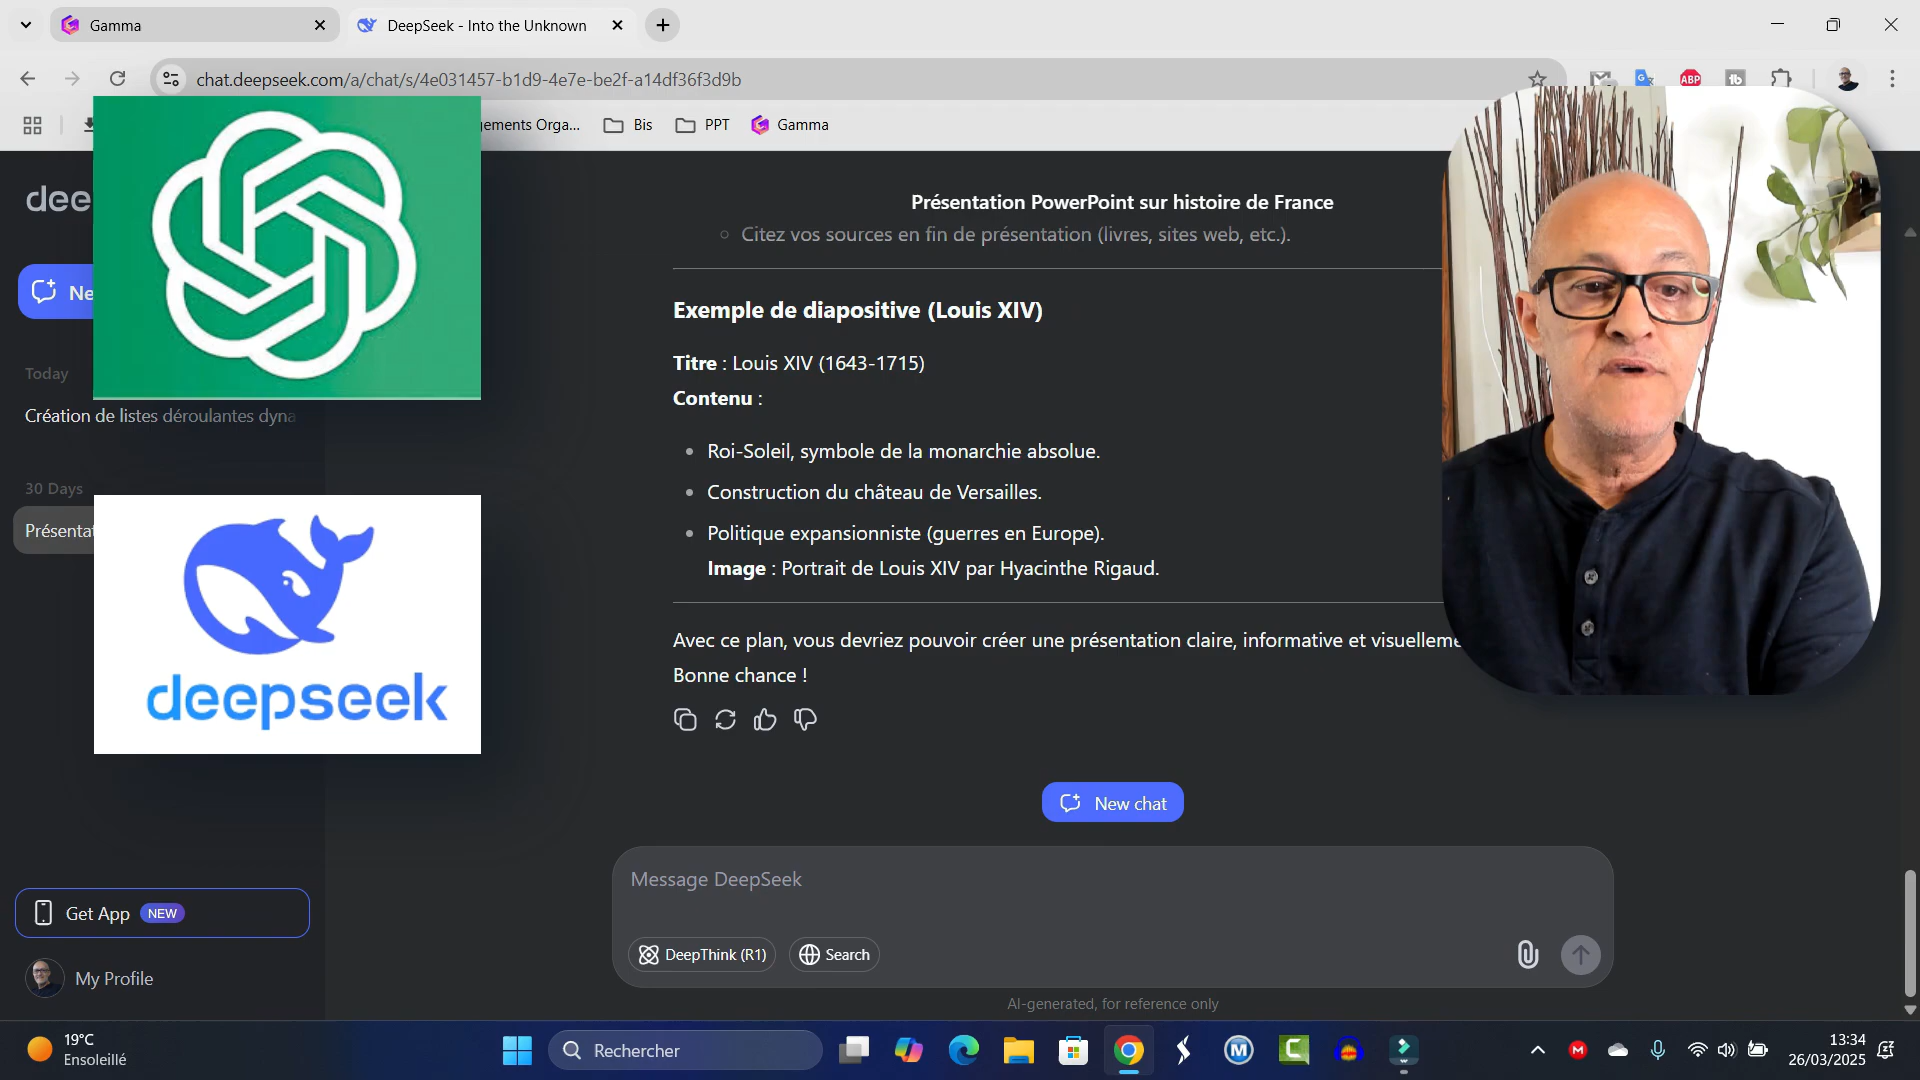 Gamma
DeepSeek - Into the Unknown
chat.deepseek.com/a/chat/s/4e031457-b1d9-4e7e-be2f-a14df36f3d9b
ABP
gements Orga...
Bis
PPT
Gamma
dee
Ne
Today
Création de listes déroulantes dyna
30 Days
Présentat
deepseek
Get App NEW
My Profile
Présentation PowerPoint sur histoire de France
Citez vos sources en fin de présentation (livres, sites web, etc.).
Exemple de diapositive (Louis XIV)
Titre : Louis XIV (1643-1715)
Contenu :
Roi-Soleil, symbole de la monarchie absolue.
Construction du château de Versailles.
Politique expansionniste (guerres en Europe).
Image : Portrait de Louis XIV par Hyacinthe Rigaud.
Avec ce plan, vous devriez pouvoir créer une présentation claire, informative et visuelleme
Bonne chance !
New chat
Message DeepSeek
DeepThink (R1)
Search
AI-generated, for reference only
19°C
Ensoleillé
Rechercher
13:34
26/03/2025